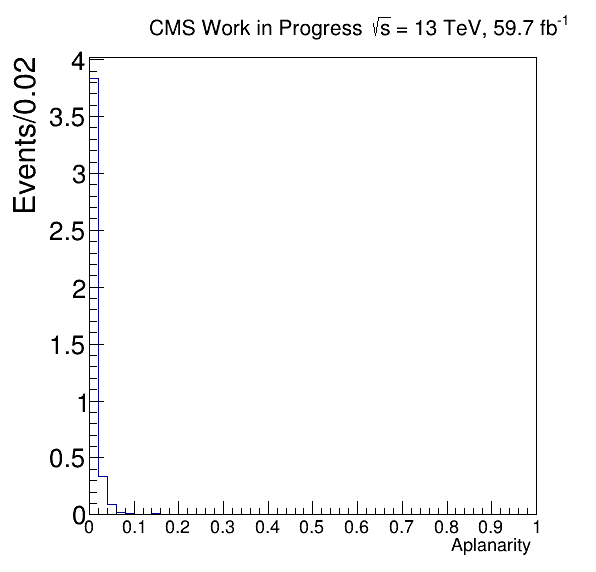 CMS Work in Progress √s = 13 TeV, 59.7 fb⁻¹
Events/0.02
4
3.5
3
2.5
2
1.5
1
0.5
0
0 0.1 0.2 0.3 0.4 0.5 0.6 0.7 0.8 0.9 1
Aplanarity